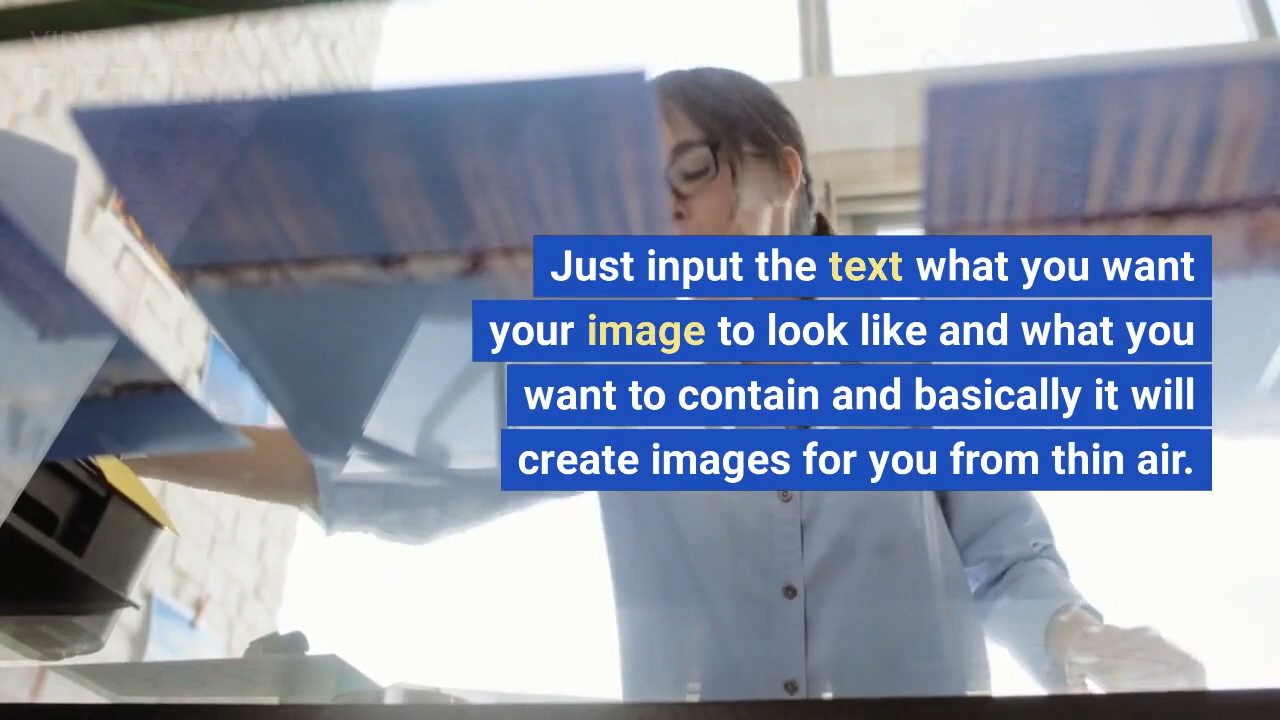 Just input the text what you want
your image to look like and what you
want to contain and basically it will
create images for you from thin air.